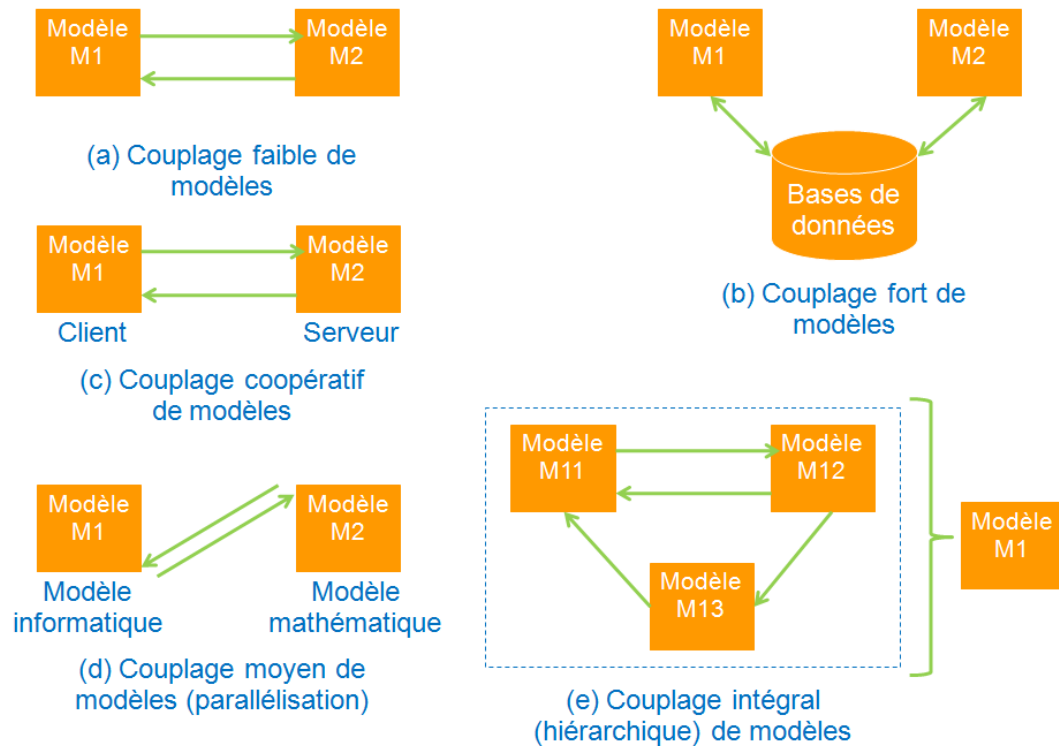 Modèle
M1
Modèle
M2
(a) Couplage faible de
modèles
Modèle
M1
Modèle
M2
Bases de
données
(b) Couplage fort de
modèles
Modèle
M1
Modèle
M2
Client
Serveur
(c) Couplage coopératif
de modèles
Modèle
M1
Modèle
M2
Modèle
informatique
Modèle
mathématique
(d) Couplage moyen de
modèles (parallélisation)
Modèle
M11
Modèle
M12
Modèle
M13
Modèle
M1
(e) Couplage intégral
(hiérarchique) de modèles